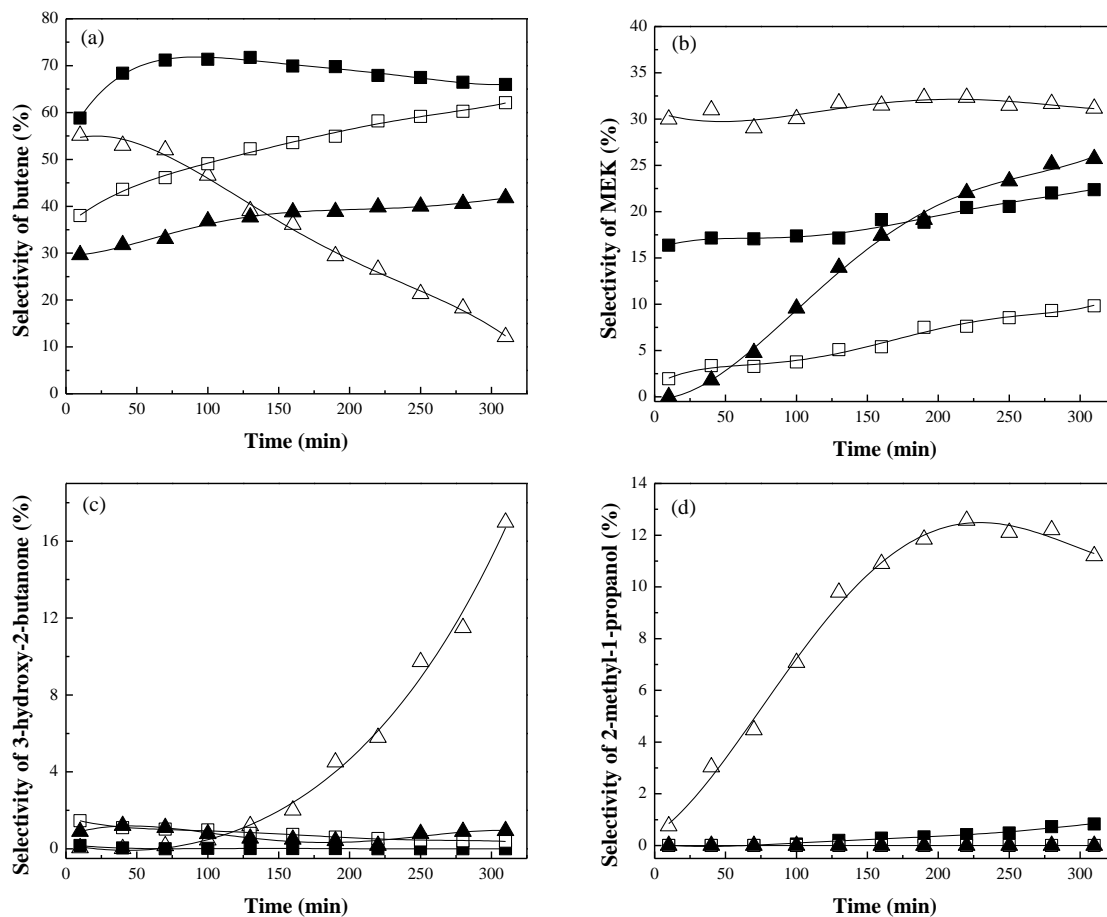 (a)
80
70
60
50
40
30
20
10
0
Selectivity of butene (%)
0 50 100 150 200 250 300
Time (min)
(b)
40
35
30
25
20
15
10
5
0
Selectivity of MEK (%)
0 50 100 150 200 250 300
Time (min)
(c)
16
12
8
4
0
Selectivity of 3-hydroxy-2-butanone (%)
0 50 100 150 200 250 300
Time (min)
(d)
14
12
10
8
6
4
2
0
Selectivity of 2-methyl-1-propanol (%)
0 50 100 150 200 250 300
Time (min)